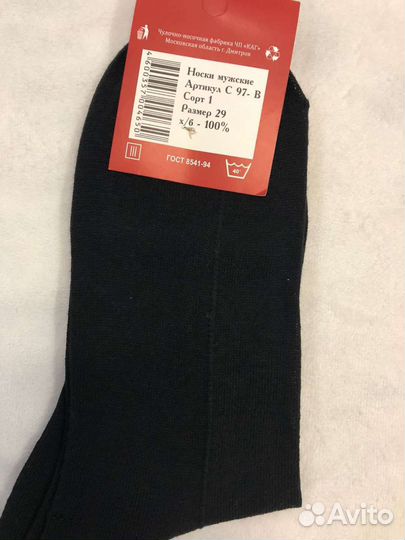 Чулочно-носочная фабрика ЧП «КАГ»
Московская область г Дмитров
Носки мужские
Артикул С 97- В
Сорт 1
Размер 29
х/б - 100%
4600357004650
ГОСТ 8541-94
40°
Avito